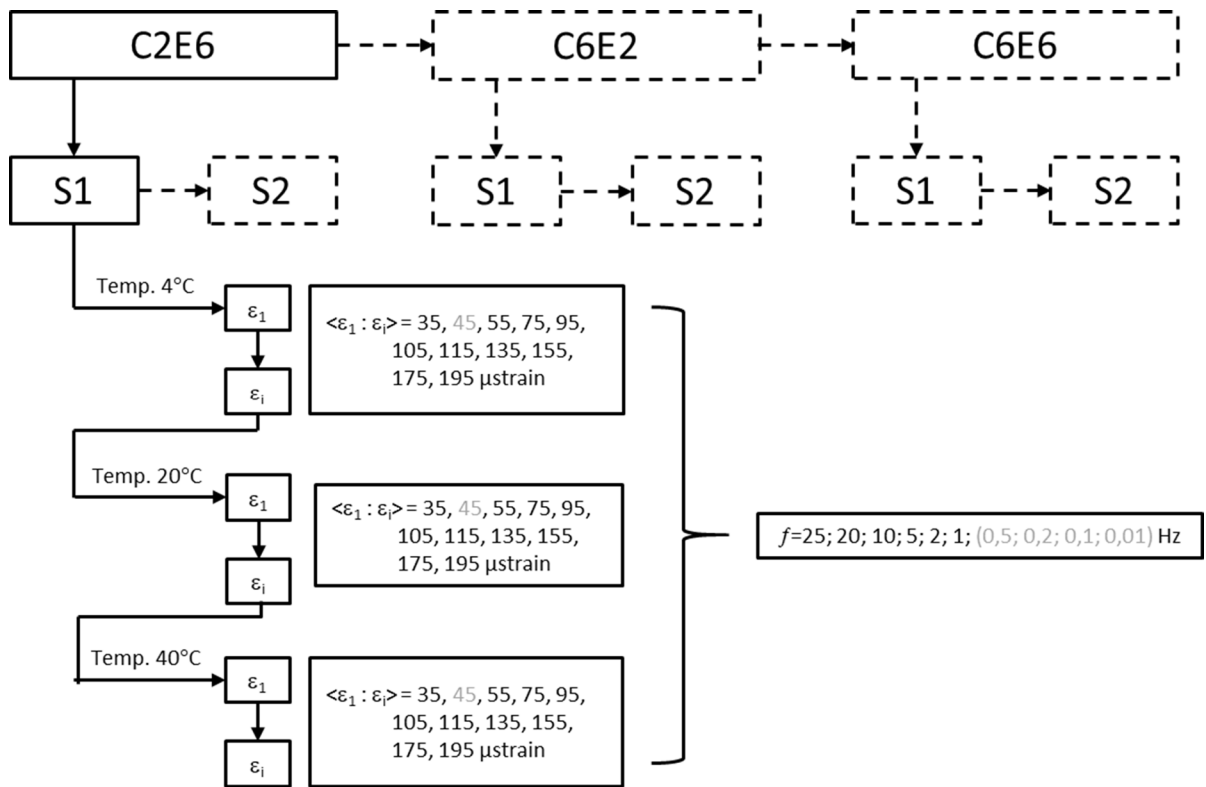 C2E6
C6E2
C6E6
S1
S2
S1
S2
S1
S2
Temp. 4°C
ε1
εi
<ε1 : εi> = 35, 45, 55, 75, 95,
105, 115, 135, 155,
175, 195 µstrain
Temp. 20°C
ε1
εi
<ε1 : εi> = 35, 45, 55, 75, 95,
105, 115, 135, 155,
175, 195 µstrain
f=25; 20; 10; 5; 2; 1; (0,5; 0,2; 0,1; 0,01) Hz
Temp. 40°C
ε1
εi
<ε1 : εi> = 35, 45, 55, 75, 95,
105, 115, 135, 155,
175, 195 µstrain